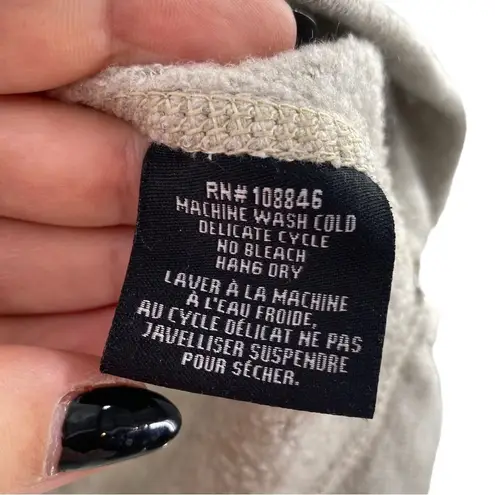 RN# 108846
MACHINE WASH COLD
DELICATE CYCLE
NO BLEACH
HANG DRY
LAVER À LA MACHINE
À L'EAU FROIDE,
AU CYCLE DÉLICAT NE PAS
JAVELLISER SUSPENDRE
POUR SÉCHER.